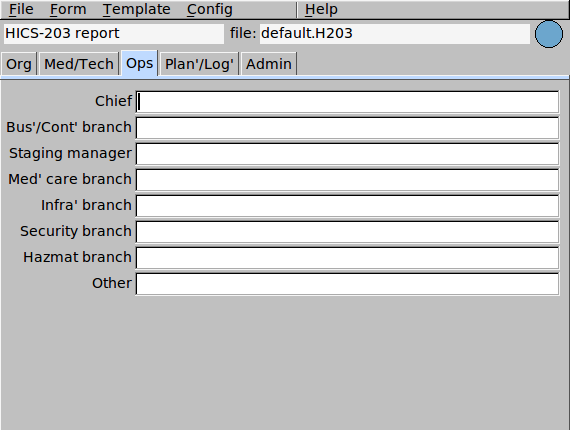 File Form Template Config Help
HICS-203 report file: default.H203
Org Med/Tech Ops Plan'/Log' Admin
Chief
Bus'/Cont' branch
Staging manager
Med' care branch
Infra' branch
Security branch
Hazmat branch
Other